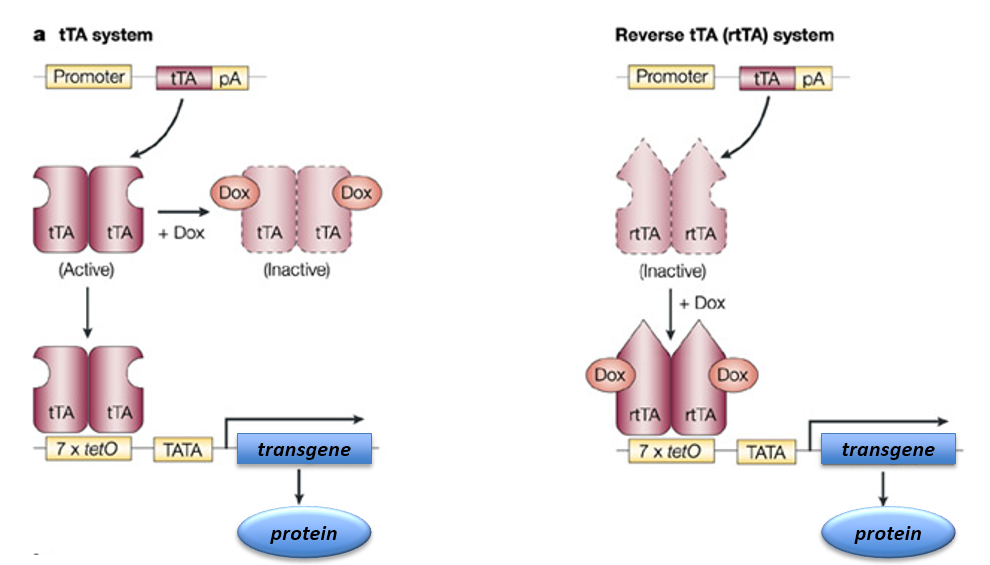 a tTA system
Promoter tTA pA
tTA tTA
(Active)
+ Dox
Dox Dox
tTA tTA
(Inactive)
tTA tTA
7 x tetO TATA transgene
protein
Reverse tTA (rtTA) system
Promoter tTA pA
rtTA rtTA
(Inactive)
+ Dox
Dox Dox
rtTA rtTA
7 x tetO TATA transgene
protein